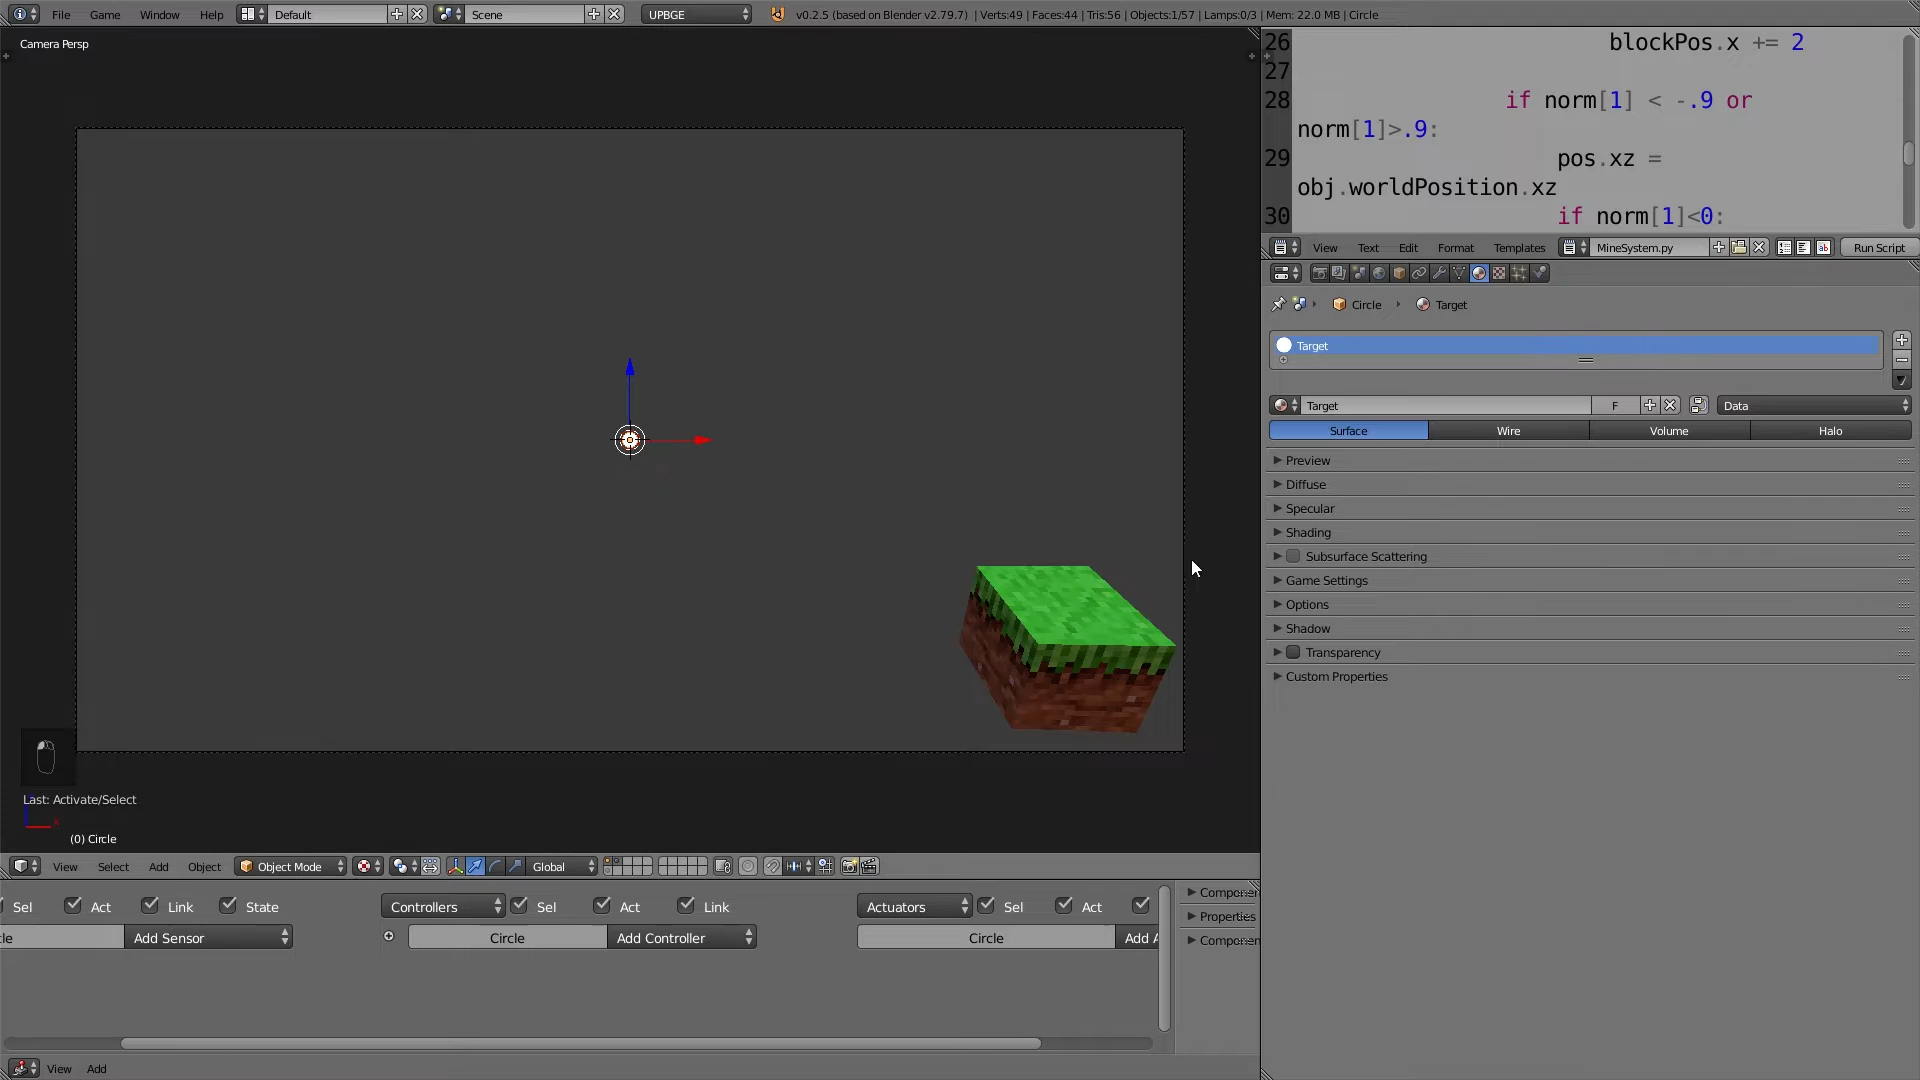 File Game Window Help Default Scene UPBGE v0.2.5 (based on Blender v2.79.7) | Verts:49 | Faces:44 | Tris:56 | Objects:1/57 | Lamps:0/3 | Mem: 22.0 MB | Circle
Camera Persp
26 blockPos.x += 2
27
28 if norm[1] < -.9 or
norm[1]>.9:
29 pos.xz =
obj.worldPosition.xz
30 if norm[1]<0:
View Text Edit Format Templates MineSystem.py Run Script
Circle Target
Target
Target F Data
Surface Wire Volume Halo
Preview
Diffuse
Specular
Shading
Subsurface Scattering
Game Settings
Options
Shadow
Transparency
Custom Properties
Last: Activate/Select
x
(0) Circle
View Select Add Object Object Mode Global
Sel Act Link State Controllers Sel Act Link Actuators Sel Act
le Add Sensor Circle Add Controller Circle Add A
Componen
Properties
Componen
View Add